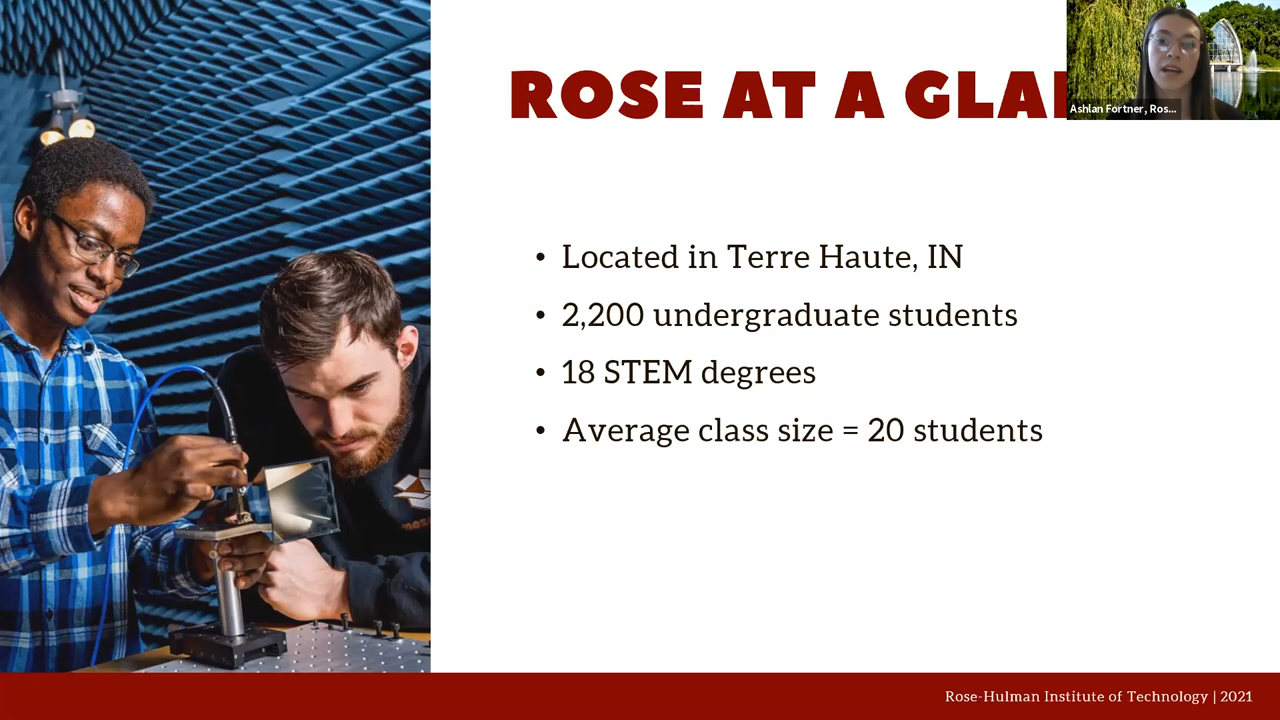 ROSE AT A GLA
Ashlan Fortner, Ros...
• Located in Terre Haute, IN
• 2,200 undergraduate students
• 18 STEM degrees
• Average class size = 20 students
Rose-Hulman Institute of Technology | 2021